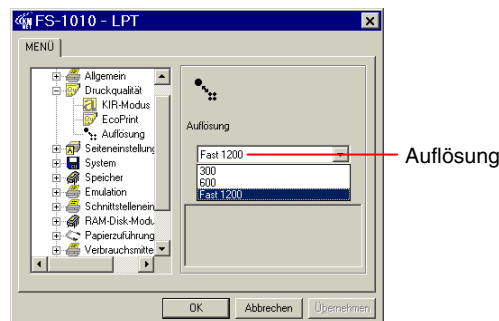 FS-1010 - LPT
MENÜ
Allgemein
Druckqualität
KIR-Modus
EcoPrint
Auflösung
Seiteneinstellung
System
Speicher
Emulation
Schnittstellenein
RAM-Disk-Modu
Papierzuführung
Verbrauchsmitte
Auflösung
Fast 1200
300
600
Fast 1200
Auflösung
OK
Abbrechen
Übernehmen